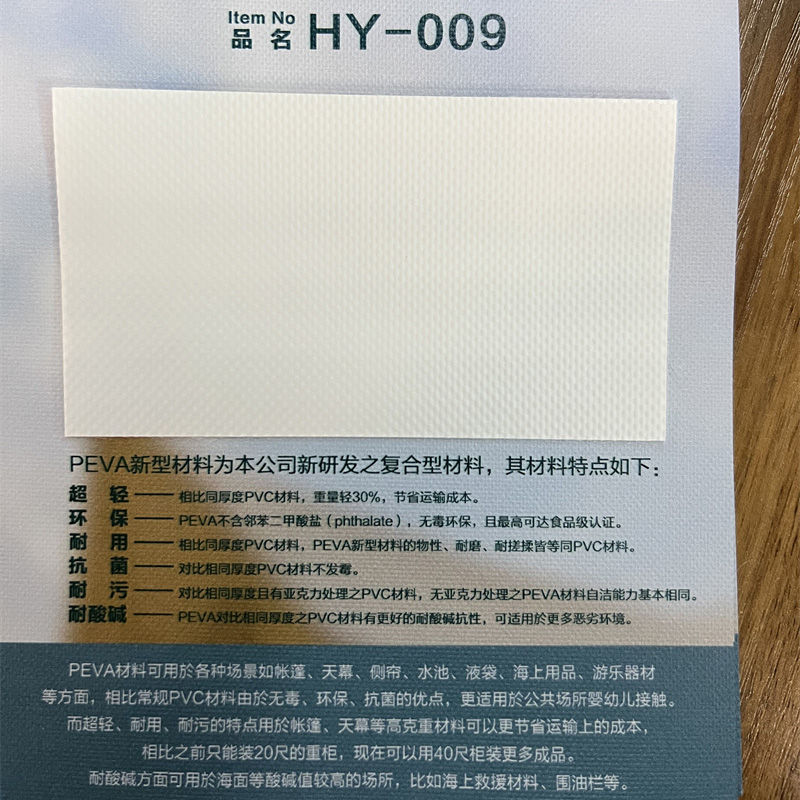 Item No
品 名 HY-009
PEVA新型材料为本公司新研发之复合型材料，其材料特点如下：
超 轻 —— 相比同厚度PVC材料，重量轻30%，节省运输成本。
环 保 —— PEVA不含邻苯二甲酸盐（phthalate），无毒环保，且最高可达食品级认证。
耐 用 —— 相比同厚度PVC材料，PEVA新型材料的物性、耐磨、耐搓揉皆等同PVC材料。
抗 菌 —— 对比相同厚度PVC材料不发霉。
耐 污 —— 对比相同厚度且有亚克力处理之PVC材料，无亚克力处理之PEVA材料自洁能力基本相同。
耐酸碱 —— PEVA对比相同厚度之PVC材料有更好的耐酸碱抗性，可适用於更多恶劣环境。
PEVA材料可用於各种场景如帐蓬、天幕、侧帘、水池、液袋、海上用品、游乐器材
等方面，相比常规PVC材料由於无毒、环保、抗菌的优点，更适用於公共场所婴幼儿接触。
而超轻、耐用、耐污的特点用於帐蓬、天幕等高克重材料可以更节省运输上的成本，
相比之前只能装20尺的重柜，现在可以用40尺柜装更多成品。
耐酸碱方面可用於海面等酸碱值较高的场所，比如海上救援材料、围油栏等。